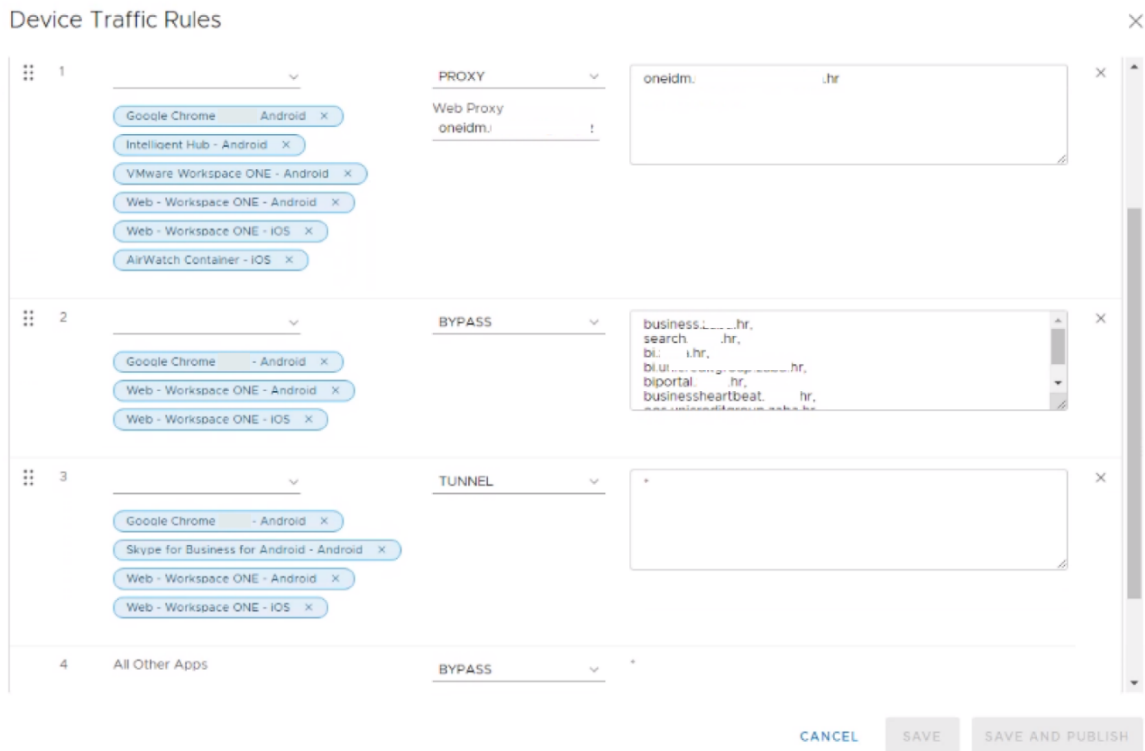 Device Traffic Rules
1
PROXY
oneidm. .hr
Google Chrome Android ×
Web Proxy
oneidm.
Intelligent Hub - Android ×
VMware Workspace ONE - Android ×
Web - Workspace ONE - Android ×
Web - Workspace ONE - iOS ×
AirWatch Container - iOS ×
2
BYPASS
business. .hr,
search. .hr,
bi. .hr,
.hr,
biportal. .hr,
businessheartbeat. hr,
Google Chrome - Android ×
Web - Workspace ONE - Android ×
Web - Workspace ONE - iOS ×
3
TUNNEL
*
Google Chrome - Android ×
Skype for Business for Android - Android ×
Web - Workspace ONE - Android ×
Web - Workspace ONE - iOS ×
4 All Other Apps BYPASS *
CANCEL SAVE SAVE AND PUBLISH